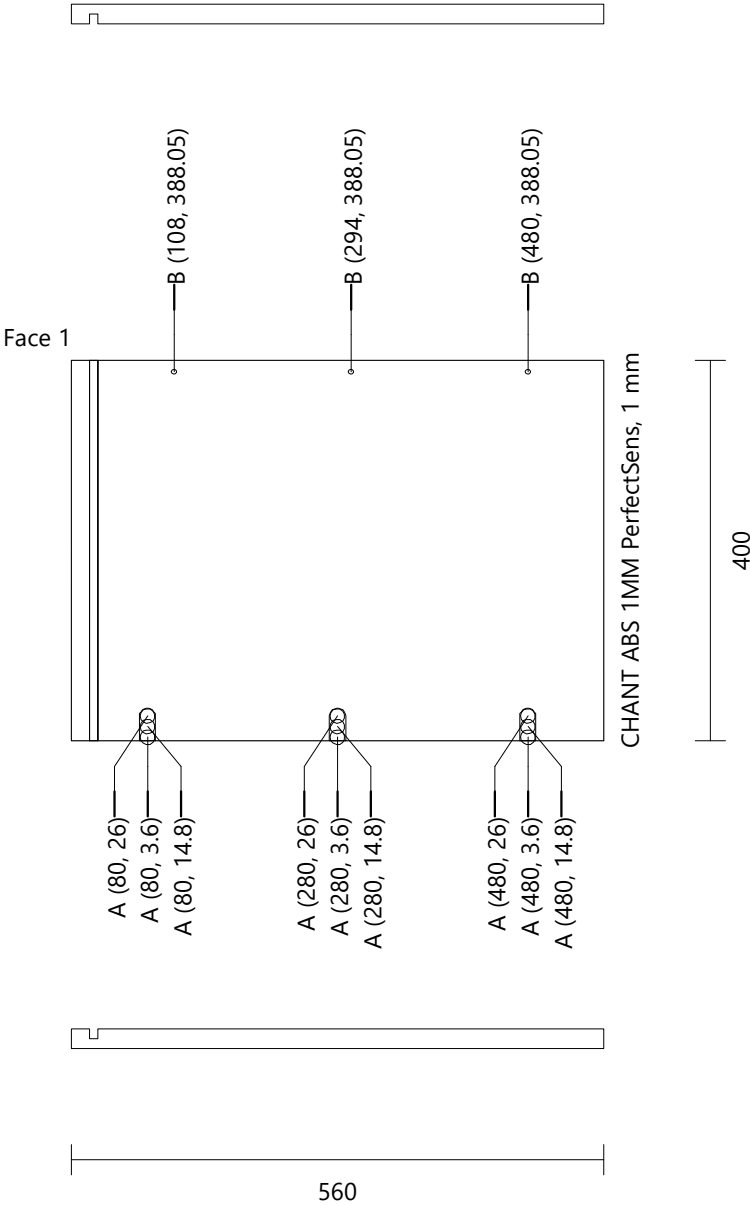 B (108, 388.05)
B (294, 388.05)
B (480, 388.05)
Face 1
CHANT ABS 1MM PerfectSens, 1 mm
400
A (80, 26)
A (80, 3.6)
A (80, 14.8)
A (280, 26)
A (280, 3.6)
A (280, 14.8)
A (480, 26)
A (480, 3.6)
A (480, 14.8)
560